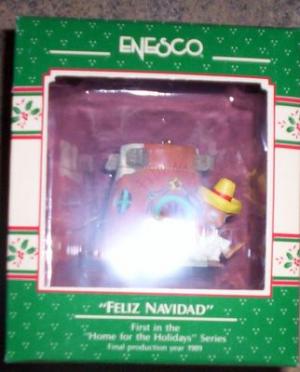 ENESCO
"FELIZ NAVIDAD"
First in the
"Home for the Holidays" Series
Final production year 1989